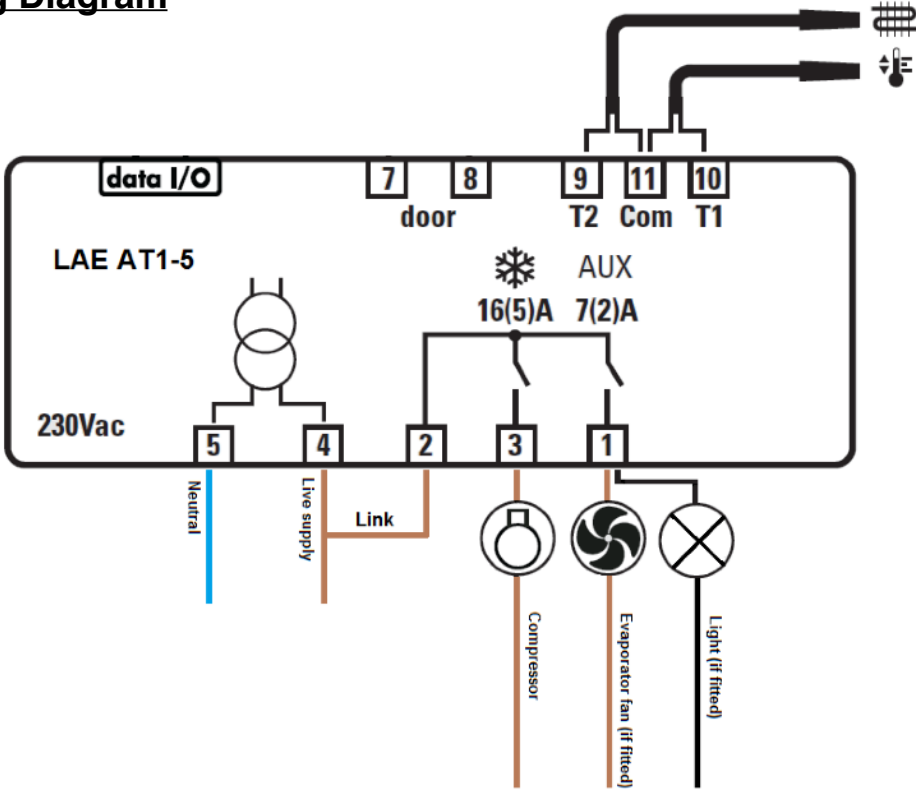 g Diagram
data I/O
7 8 9 11 10
door T2 Com T1
LAE AT1-5
AUX
16(5)A 7(2)A
230Vac
5 4 2 3 1
Neutral
Live supply
Link
Compressor
Evaporator fan (if fitted)
Light (if fitted)